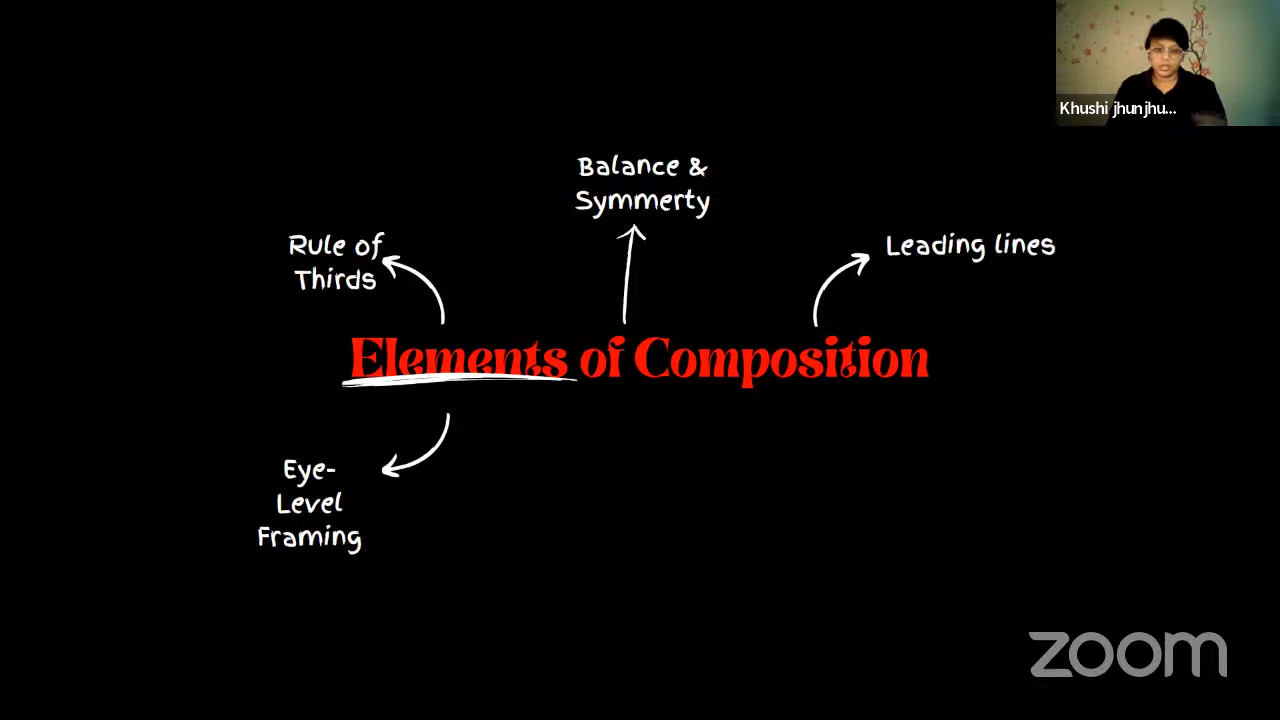 Khushi jhunjhu...
Balance &
Symmerty
Rule of
Thirds
Leading lines
Elements of Composition
Eye-
Level
Framing
zoom